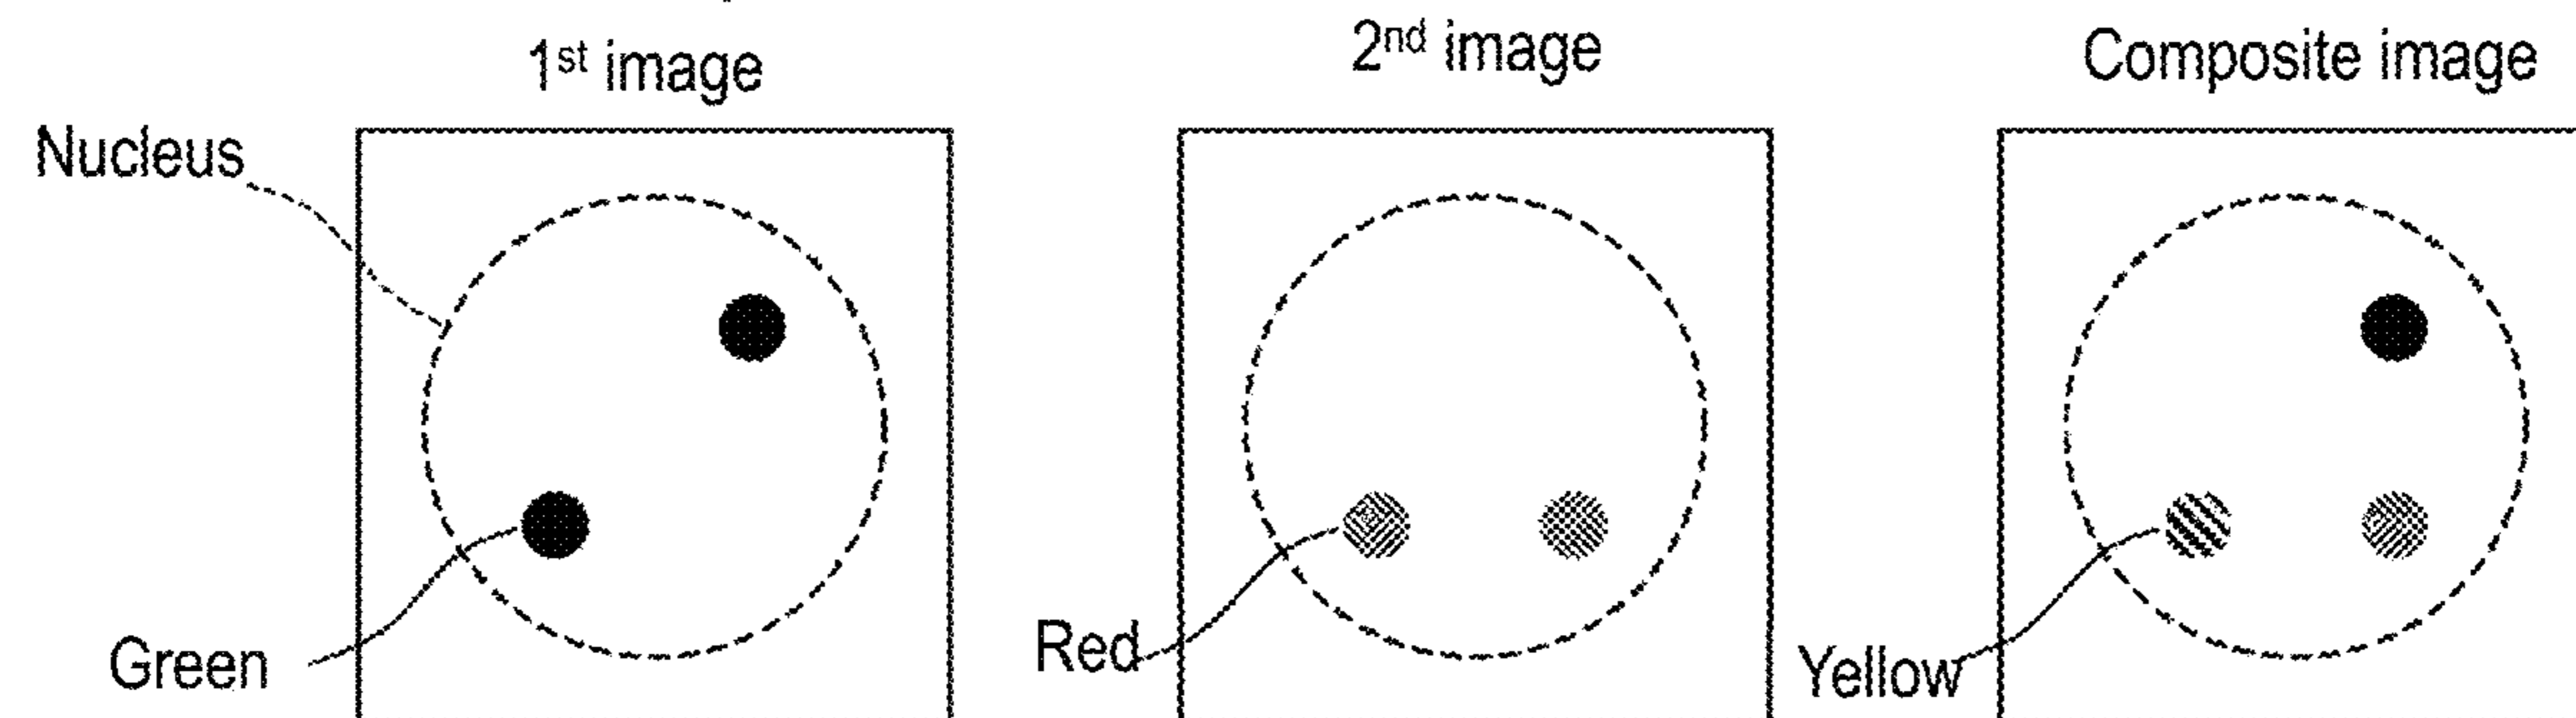 1st image
2nd image
Composite image
Nucleus
Green
Red
Yellow